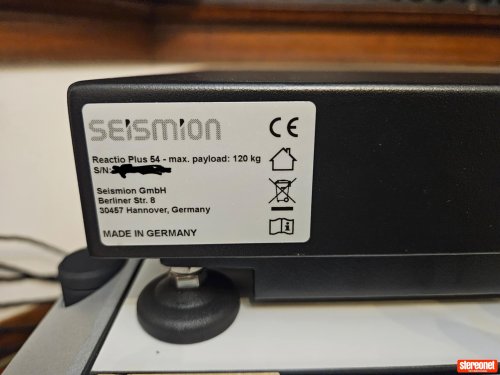 SEISMION
Reactio Plus 54 - max. payload: 120 kg
S/N:
Seismion GmbH
Berliner Str. 8
30457 Hannover, Germany
MADE IN GERMANY
CE
i
stereonet